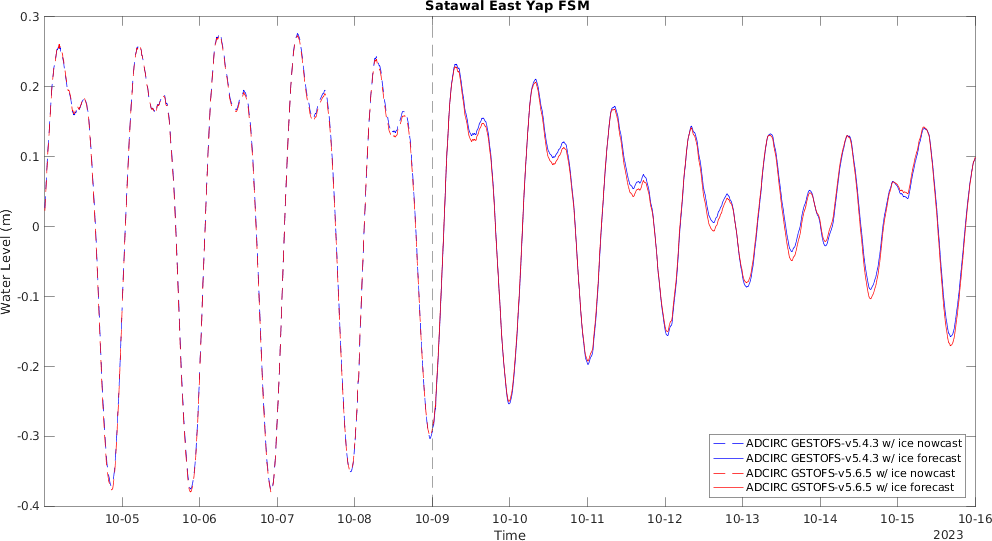 Satawal East Yap FSM
0.3
0.2
0.1
0
-0.1
-0.2
-0.3
-0.4
Water Level (m)
ADCIRC GESTOFS-v5.4.3 w/ ice nowcast
ADCIRC GESTOFS-v5.4.3 w/ ice forecast
ADCIRC GSTOFS-v5.6.5 w/ ice nowcast
ADCIRC GSTOFS-v5.6.5 w/ ice forecast
10-05 10-06 10-07 10-08 10-09 10-10 10-11 10-12 10-13 10-14 10-15 10-16
Time
2023